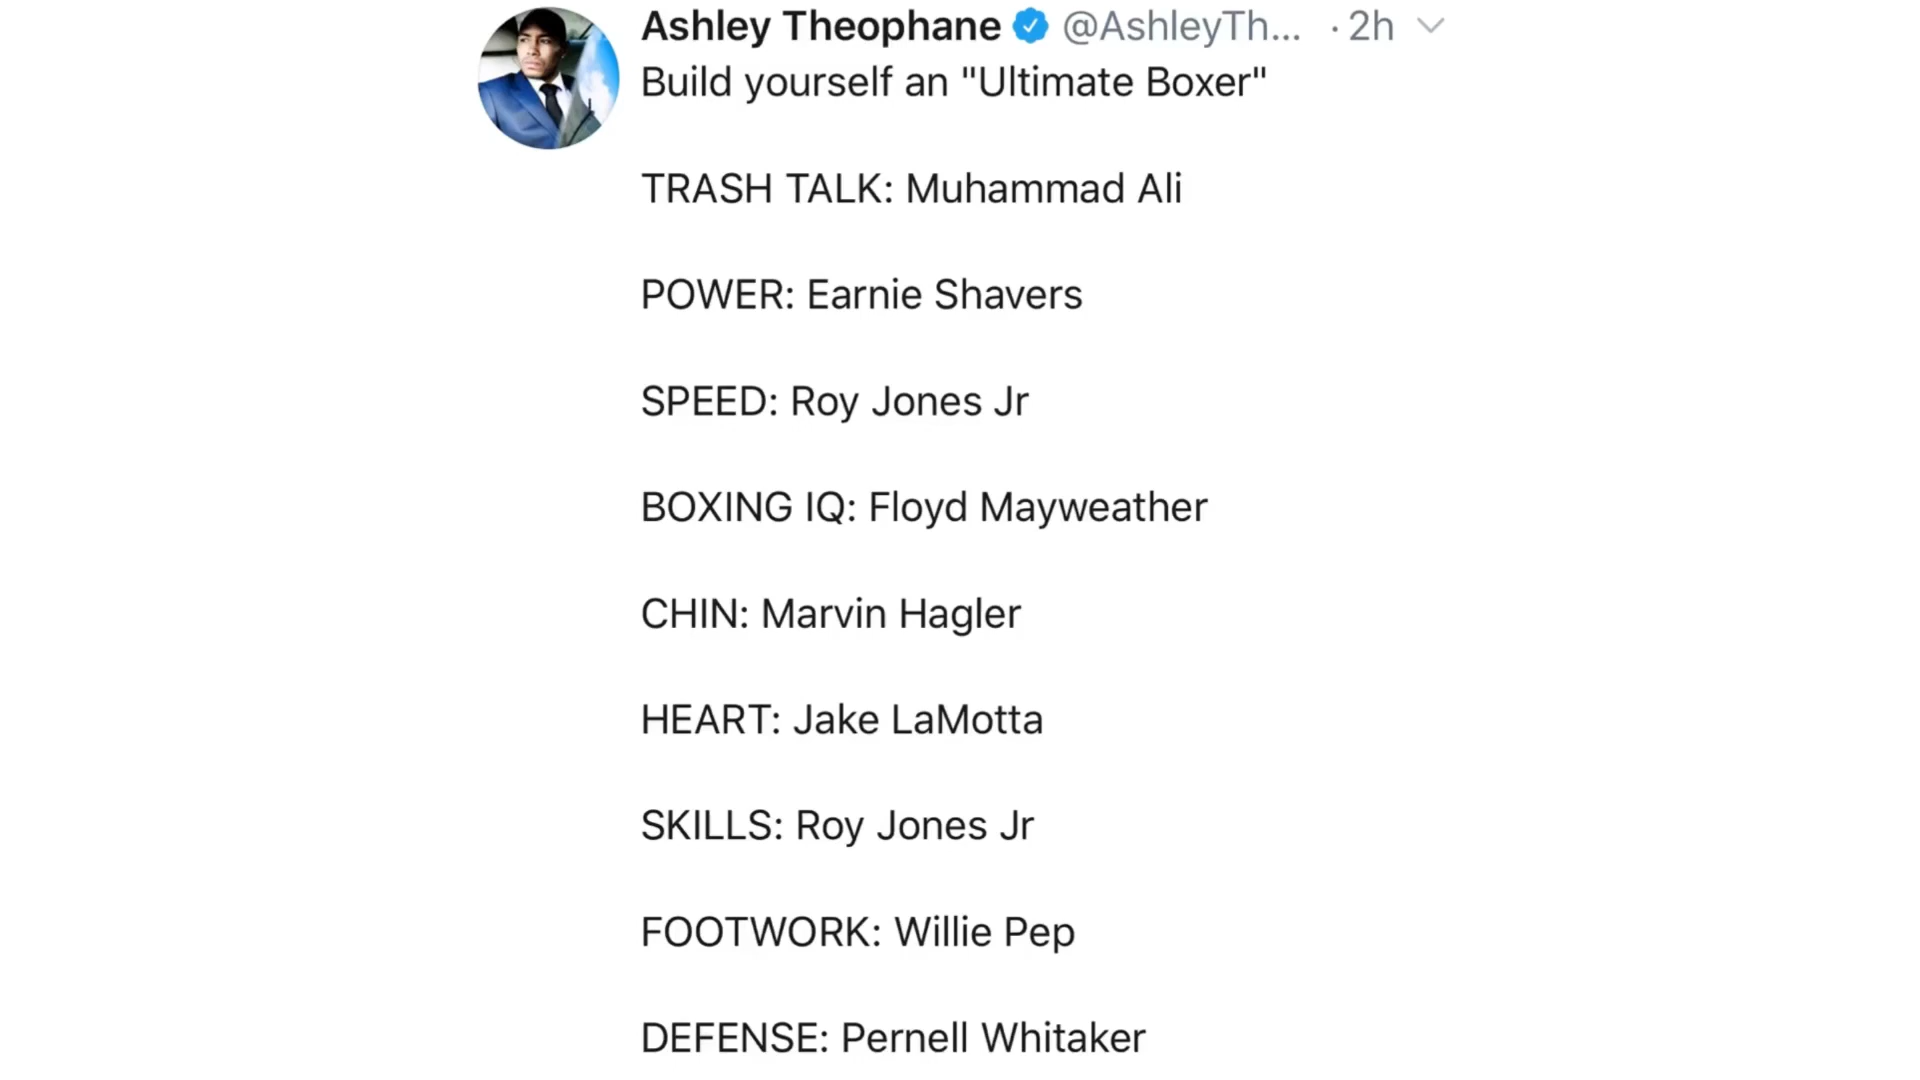 Ashley Theophane @AshleyTh... · 2h
Build yourself an "Ultimate Boxer"
TRASH TALK: Muhammad Ali
POWER: Earnie Shavers
SPEED: Roy Jones Jr
BOXING IQ: Floyd Mayweather
CHIN: Marvin Hagler
HEART: Jake LaMotta
SKILLS: Roy Jones Jr
FOOTWORK: Willie Pep
DEFENSE: Pernell Whitaker